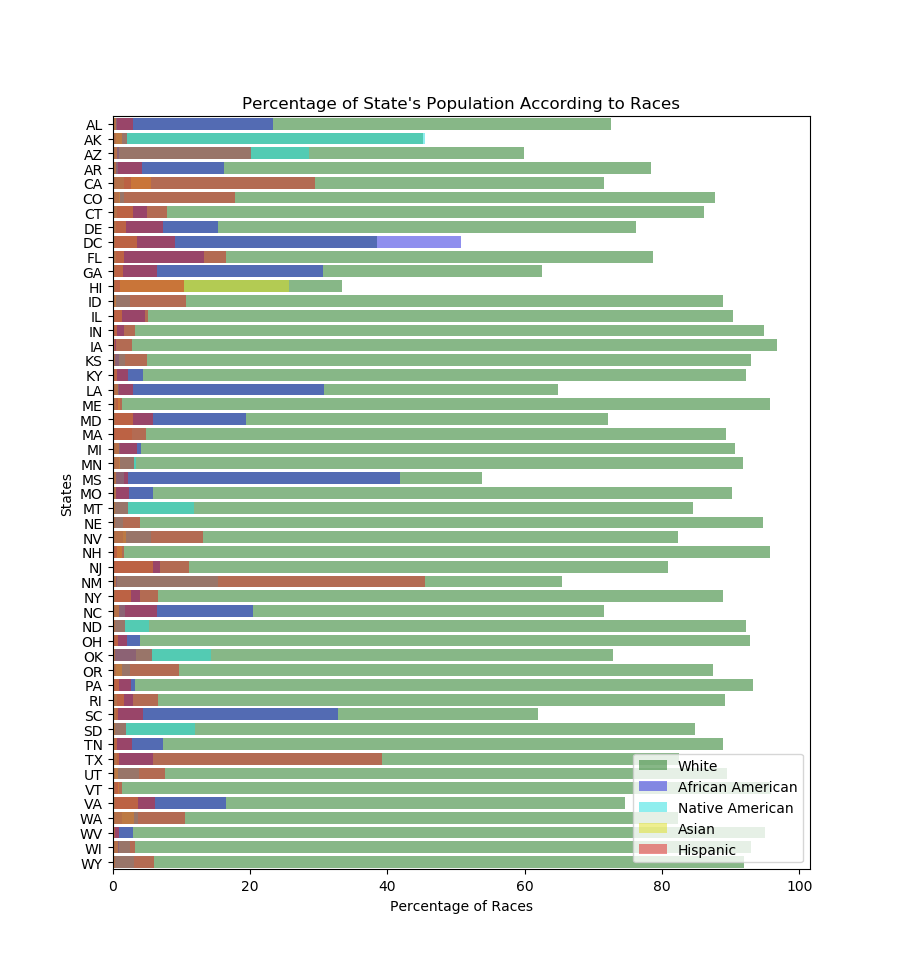 Percentage of State's Population According to Races
AL
AK
AZ
AR
CA
CO
CT
DE
DC
FL
GA
HI
ID
IL
IN
IA
KS
KY
LA
ME
MD
MA
MI
MN
MS
MO
MT
NE
NV
NH
NJ
NM
NY
NC
ND
OH
OK
OR
PA
RI
SC
SD
TN
TX
UT
VT
VA
WA
WV
WI
WY
States
White
African American
Native American
Asian
Hispanic
0 20 40 60 80 100
Percentage of Races